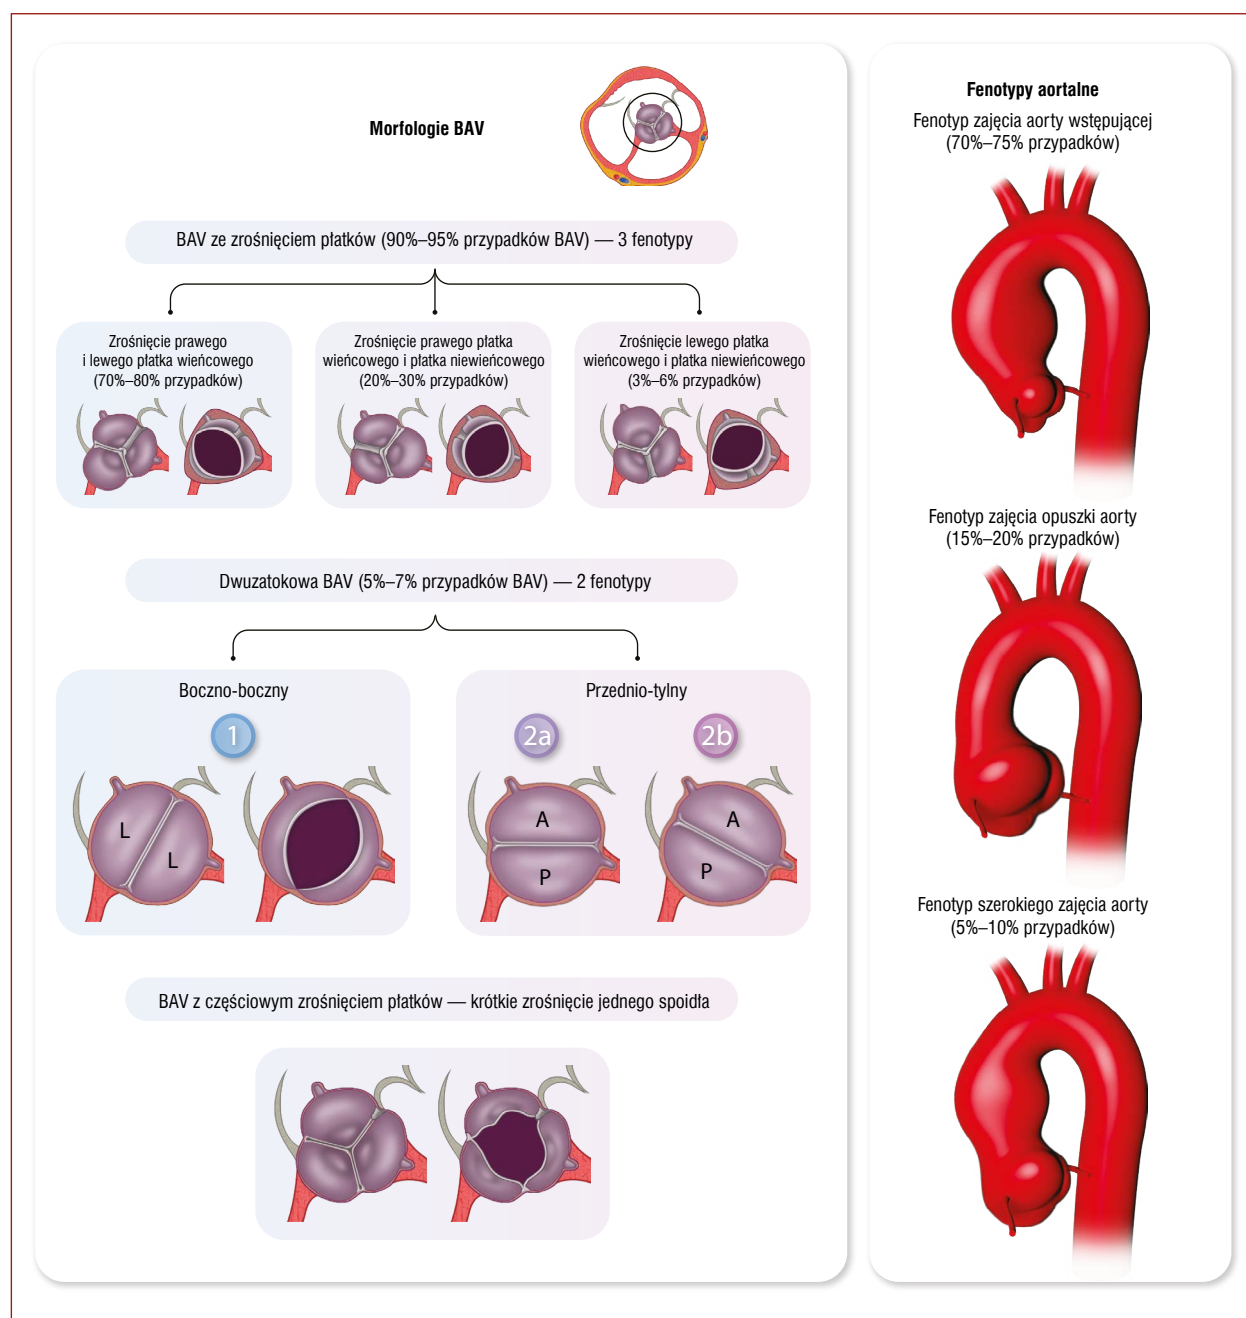 Morfologie BAV
BAV ze zrośnięciem płatków (90%–95% przypadków BAV) — 3 fenotypy
Zrośnięcie prawego
i lewego płatka wieńcowego
(70%–80% przypadków)
Zrośnięcie prawego płatka
wieńcowego i płatka niewieńcowego
(20%–30% przypadków)
Zrośnięcie lewego płatka
wieńcowego i płatka niewieńcowego
(3%–6% przypadków)
Dwuzatokowa BAV (5%–7% przypadków BAV) — 2 fenotypy
Boczno-boczny
1
L
L
Przednio-tylny
2a
2b
A
P
A
P
BAV z częściowym zrośnięciem płatków — krótkie zrośnięcie jednego spoidła
Fenotypy aortalne
Fenotyp zajęcia aorty wstępującej
(70%–75% przypadków)
Fenotyp zajęcia opuszki aorty
(15%–20% przypadków)
Fenotyp szerokiego zajęcia aorty
(5%–10% przypadków)